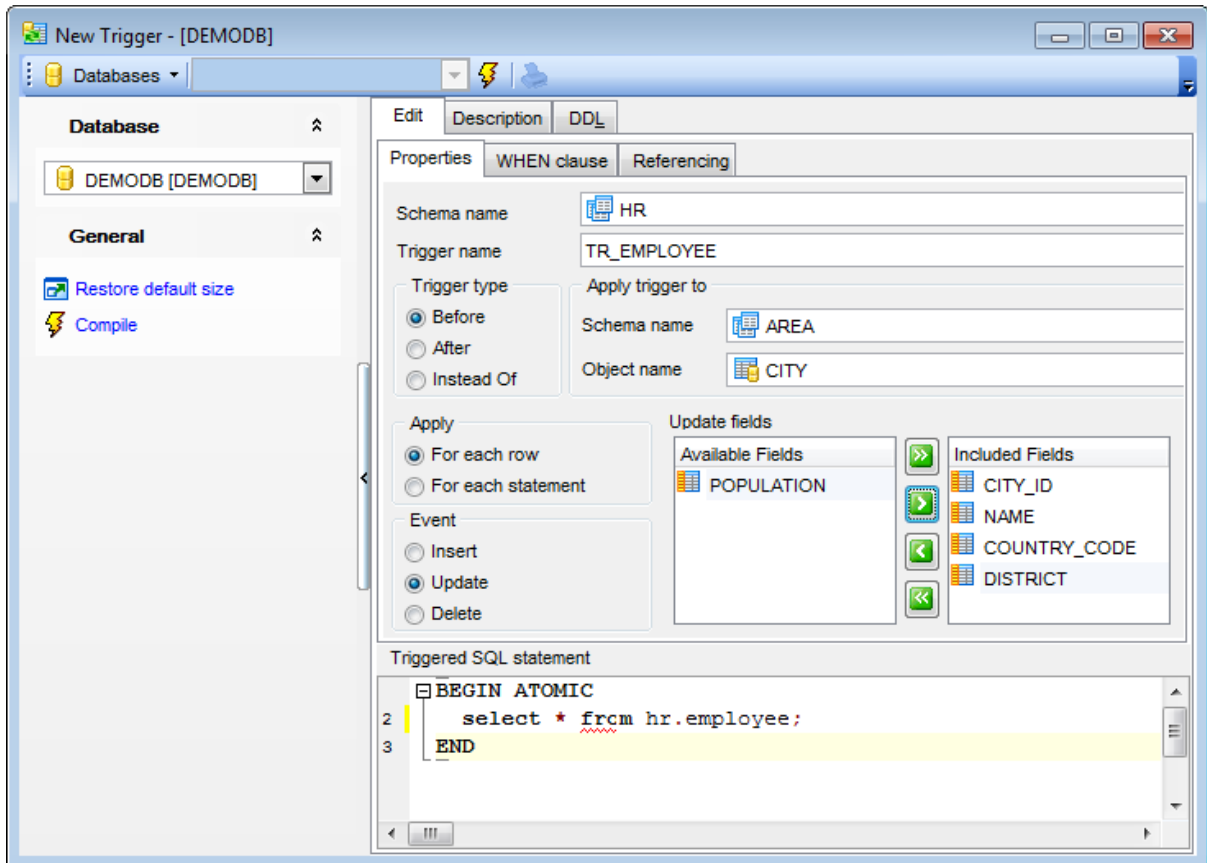 New Trigger - [DEMODB]
Databases
Database
DEMODB [DEMODB]
General
Restore default size
Compile
Edit Description DDL
Properties WHEN clause Referencing
Schema name HR
Trigger name TR_EMPLOYEE
Trigger type
Before
After
Instead Of
Apply trigger to
Schema name AREA
Object name CITY
Apply
For each row
For each statement
Event
Insert
Update
Delete
Update fields
Available Fields
POPULATION
Included Fields
CITY_ID
NAME
COUNTRY_CODE
DISTRICT
Triggered SQL statement
BEGIN ATOMIC
2 select * frcm hr.employee;
3 END